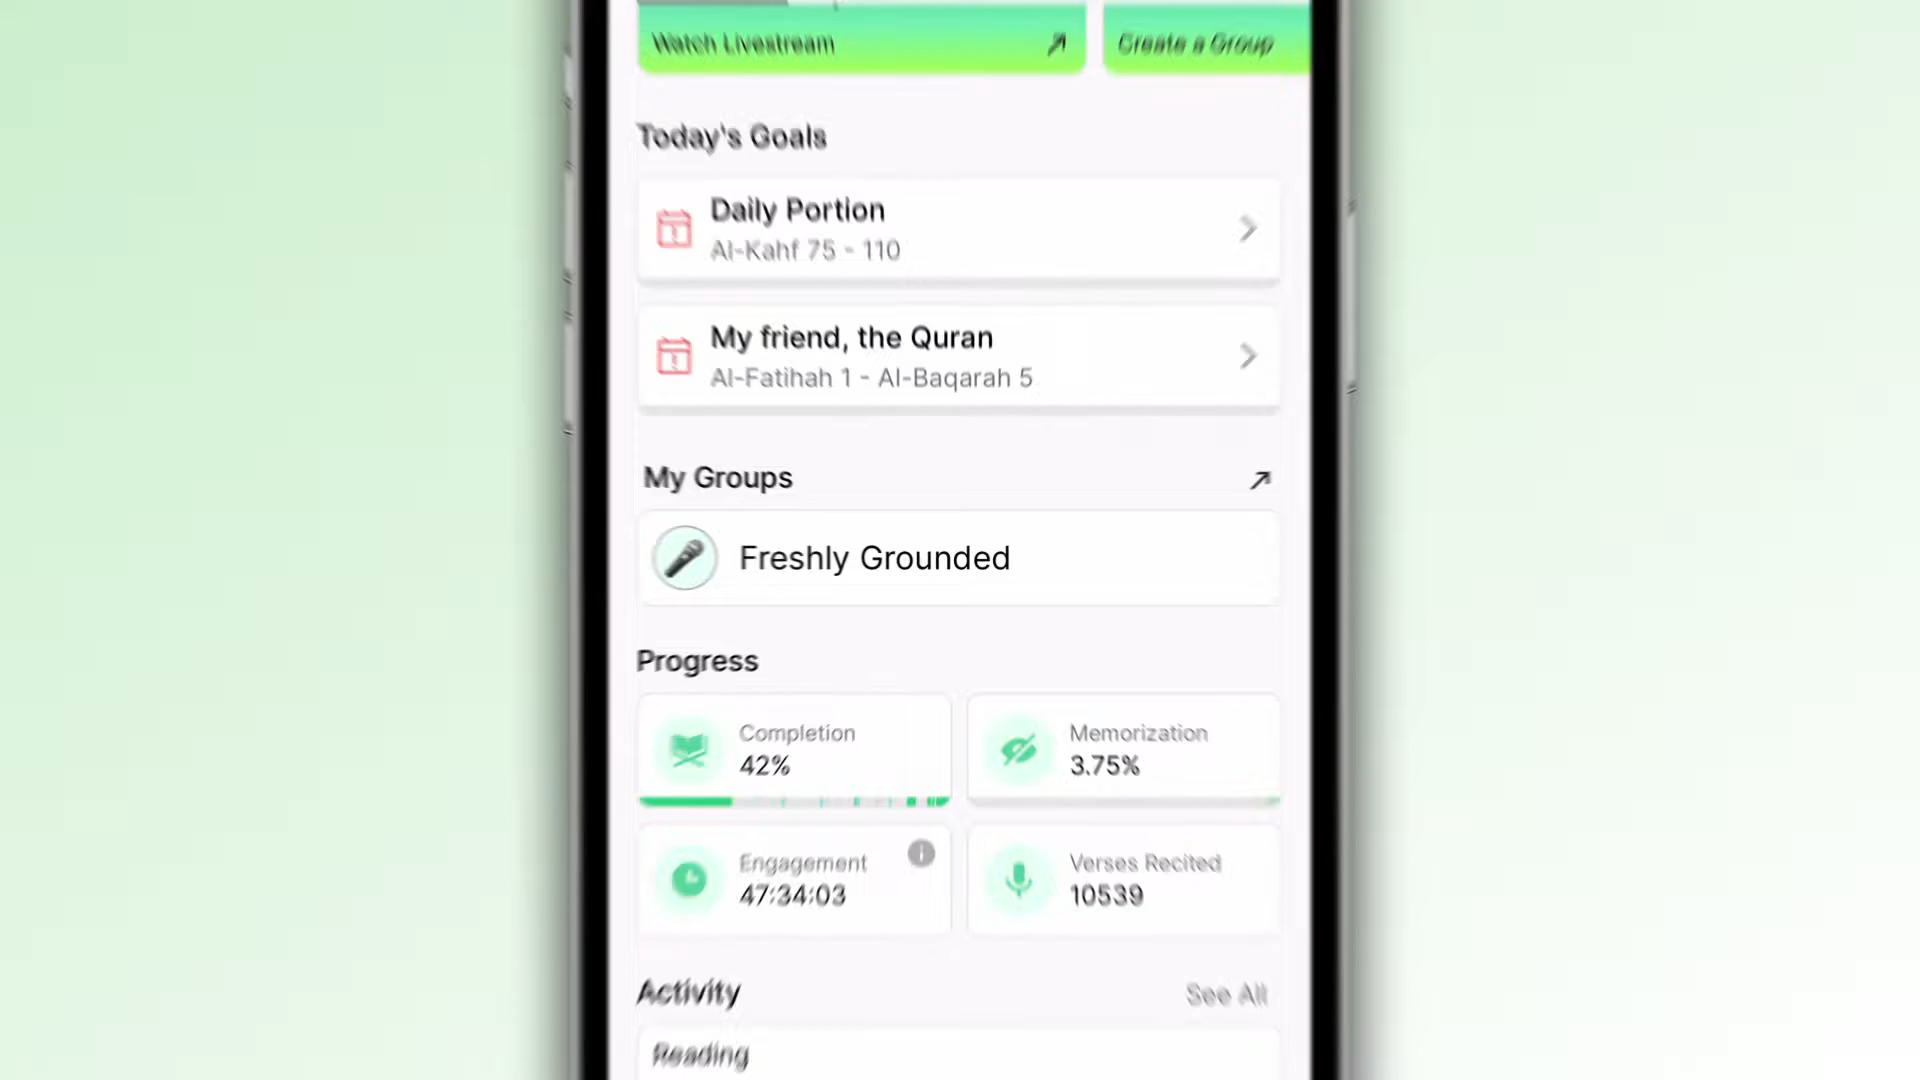 Watch Livestream
Create a Group
Today's Goals
Daily Portion
Al-Kahf 75 - 110
My friend, the Quran
Al-Fatihah 1 - Al-Baqarah 5
My Groups
Freshly Grounded
Progress
Completion
42%
Memorization
3.75%
Engagement
47:34:03
Verses Recited
10539
Activity
See All
Reading